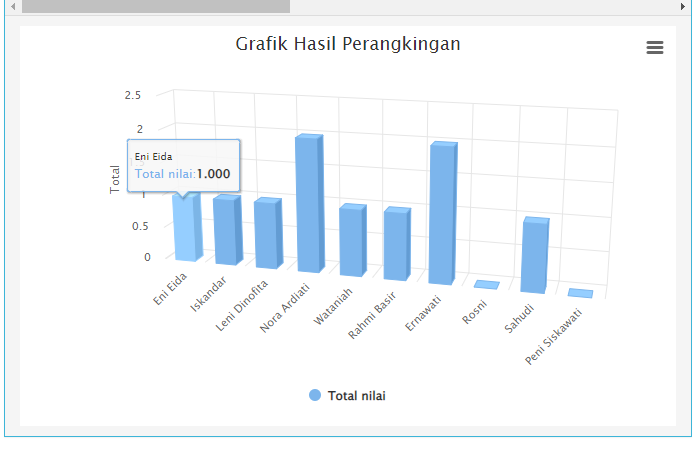 Grafik Hasil Perangkingan
2.5
2
Eni Eida
Total nilai:1.000
Total
1
0.5
0
Eni Eida
Iskandar
Leni Dinofita
Nora Ardiati
Wataniah
Rahmi Basir
Ernawati
Rosni
Sahudi
Peni Siskawati
Total nilai